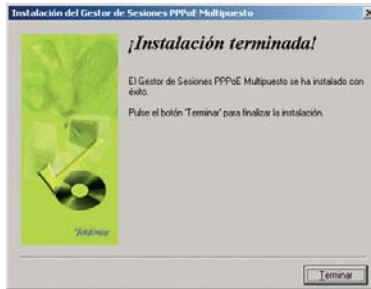 Instalación del Gestor de Sesiones PPPoE Multipuesto
¡Instalación terminada!
El Gestor de Sesiones PPPoE Multipuesto se ha instalado con
éxito.
Pulse el botón 'Terminar' para finalizar la instalación.
Telefónica
Terminar